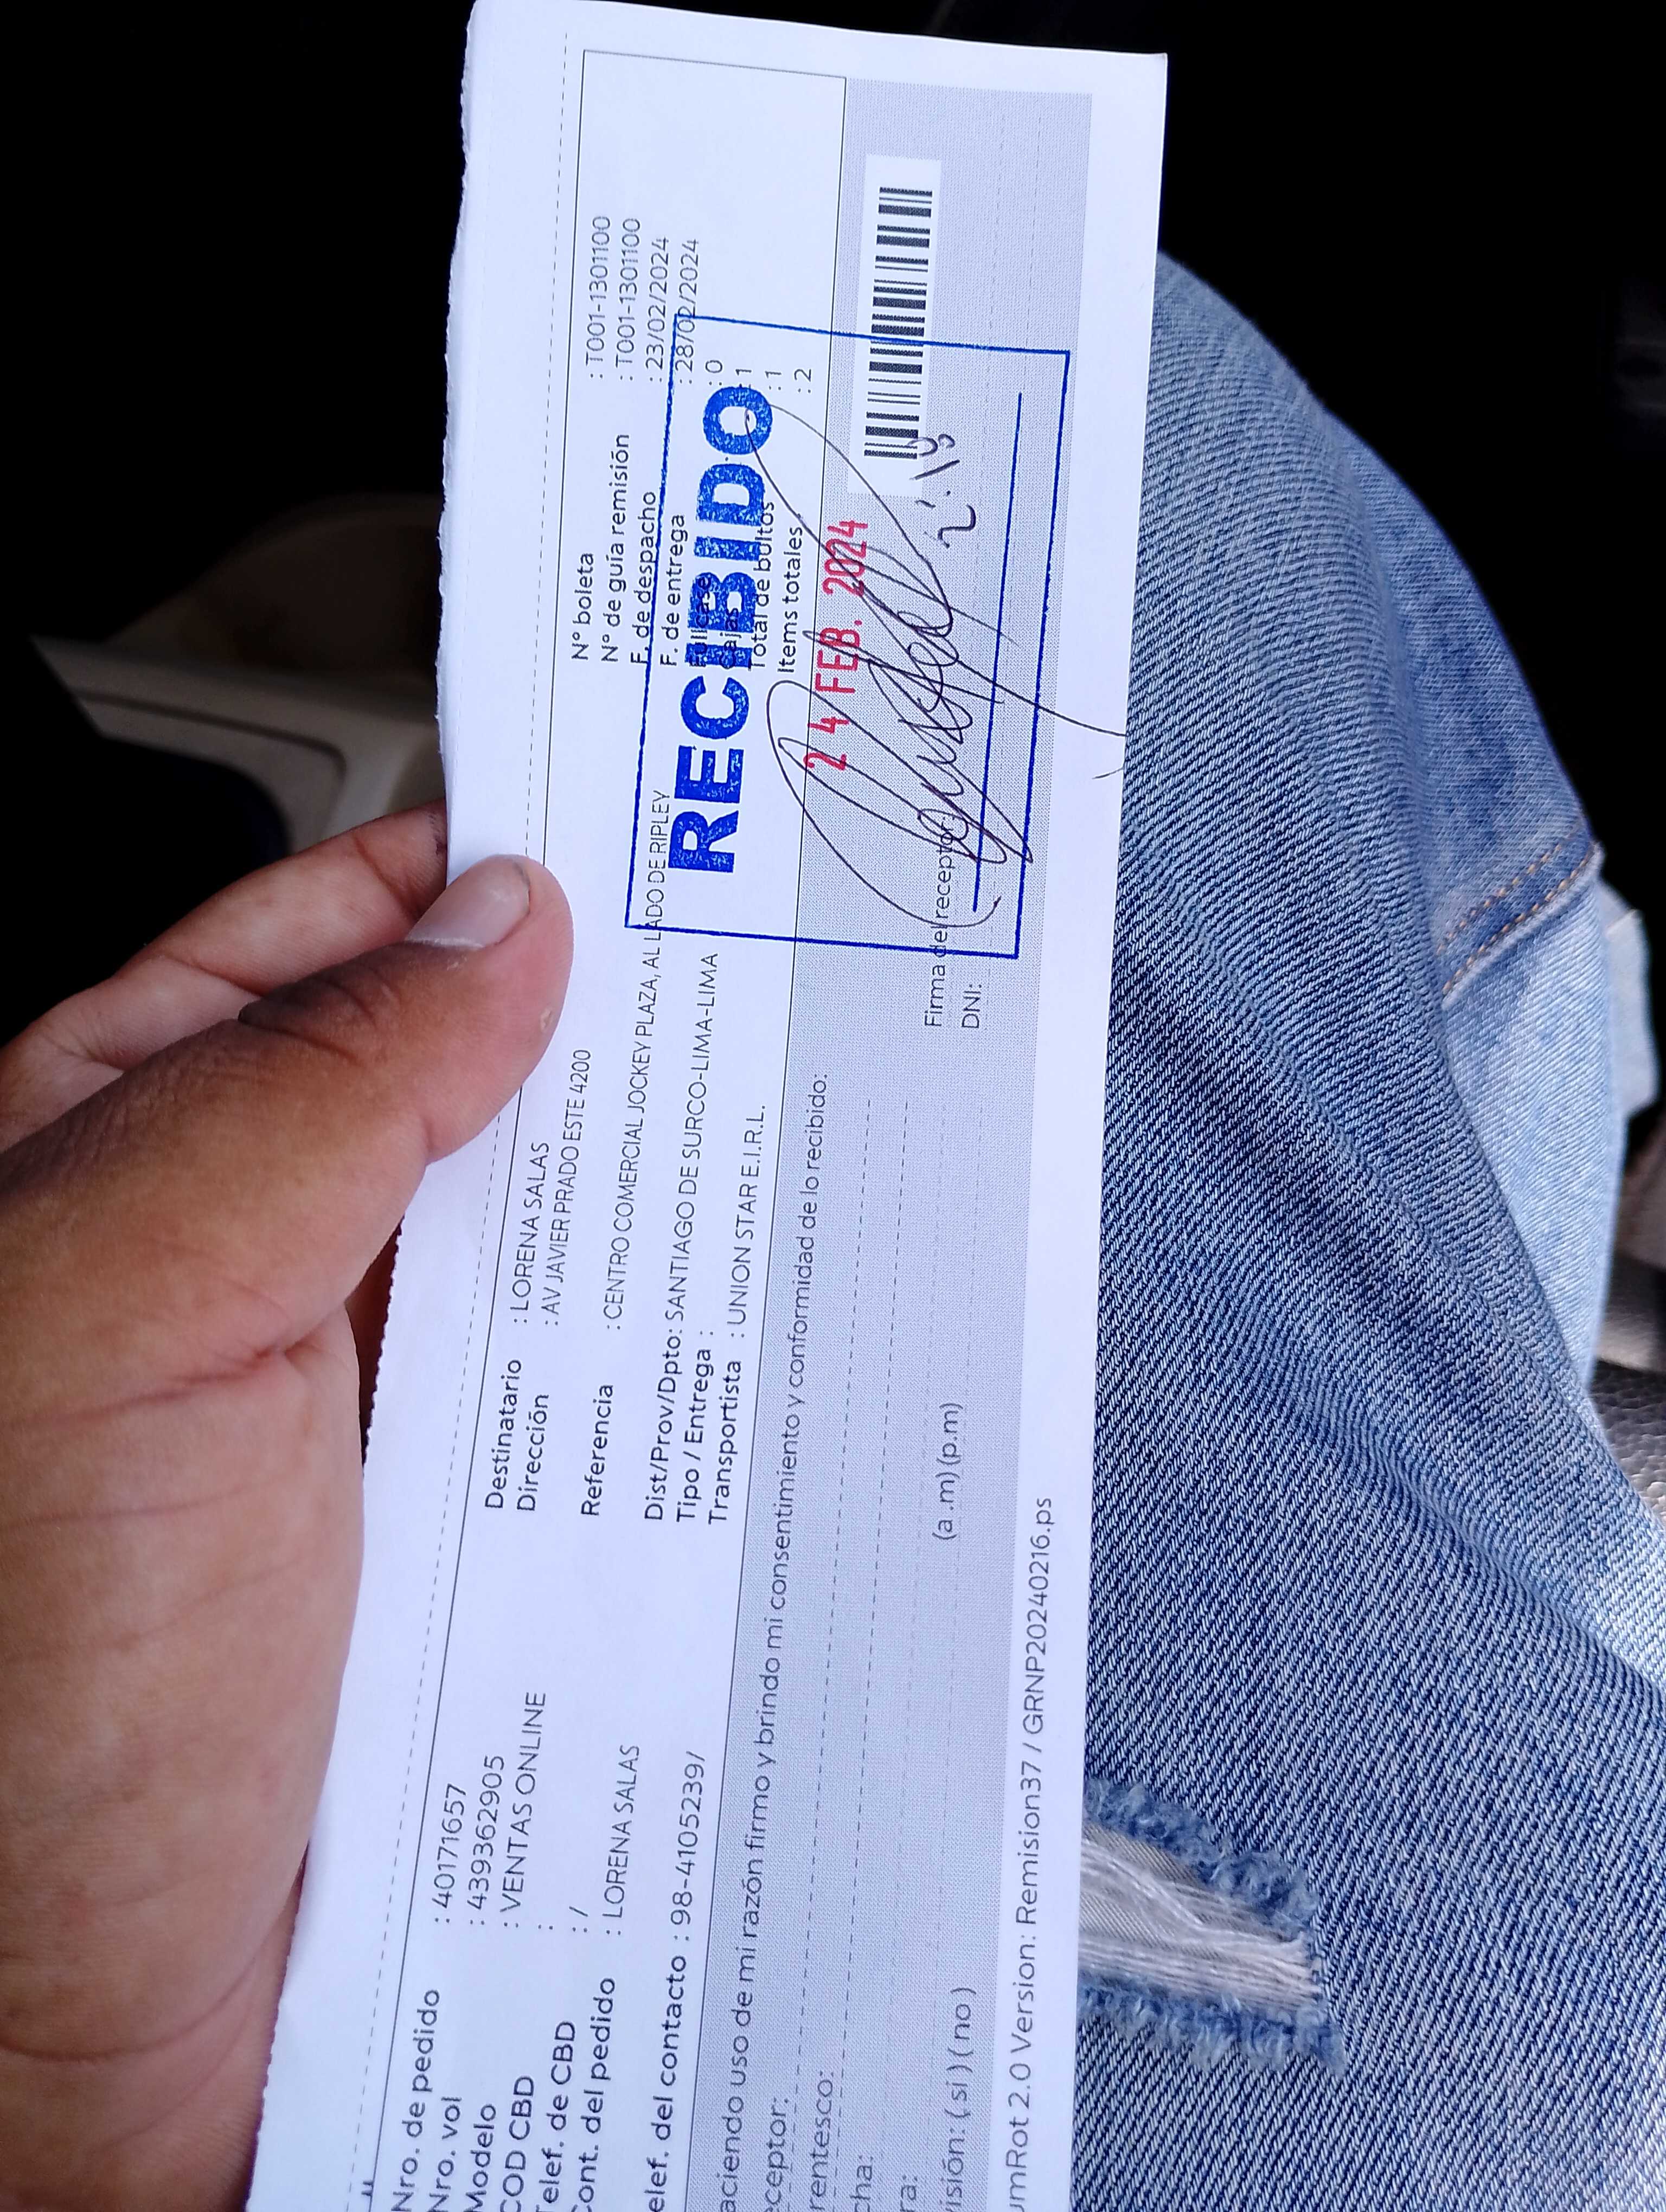 Nro. de pedido : 40171657
Nro. vol : 439362905
Modelo : VENTAS ONLINE
COD CBD :
Telef. de CBD : /
Cont. del pedido : LORENA SALAS
elef. del contacto : 98-41052397/
Destinatario : LORENA SALAS
Dirección : AV JAVIER PRADO ESTE 4200
Referencia : CENTRO COMERCIAL JOCKEY PLAZA, AL LADO DE RIPLEY
Dist/Prov/Dpto: SANTIAGO DE SURCO-LIMA-LIMA
Tipo / Entrega :
Transportista : UNION STAR E.I.R.L.
N° boleta : T001-1301100
N° de guía remisión : T001-1301100
F. de despacho : 23/02/2024
F. de entrega : 28/02/2024
: 0
: 1
Total de bultos : 1
Items totales : 2
RECIBIDO
24 FEB. 2024
aciendo uso de mi razón firmo y brindo mi consentimiento y conformidad de lo recibido:
eceptor:
rentesco:
cha:
ra: (a .m) (p.m)
isión: ( si ) ( no )
Firma del receptor:
DNI:
umRot 2.0 Version: Remision37 / GRNP20240216.ps